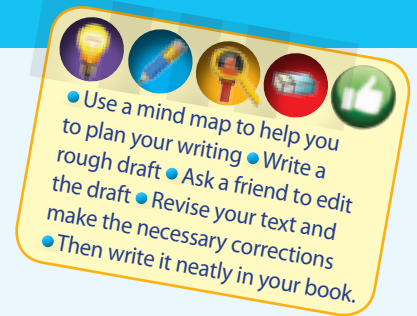 ● Use a mind map to help you
to plan your writing ● Write a
rough draft ● Ask a friend to edit
the draft ● Revise your text and
make the necessary corrections
● Then write it neatly in your book.